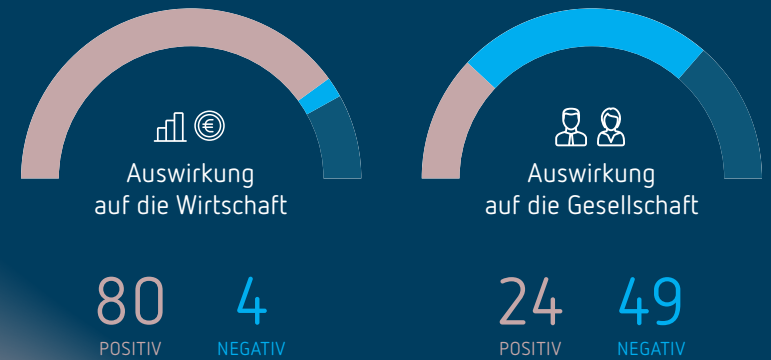 €
Auswirkung
auf die Wirtschaft
80
POSITIV
4
NEGATIV
Auswirkung
auf die Gesellschaft
24
POSITIV
49
NEGATIV